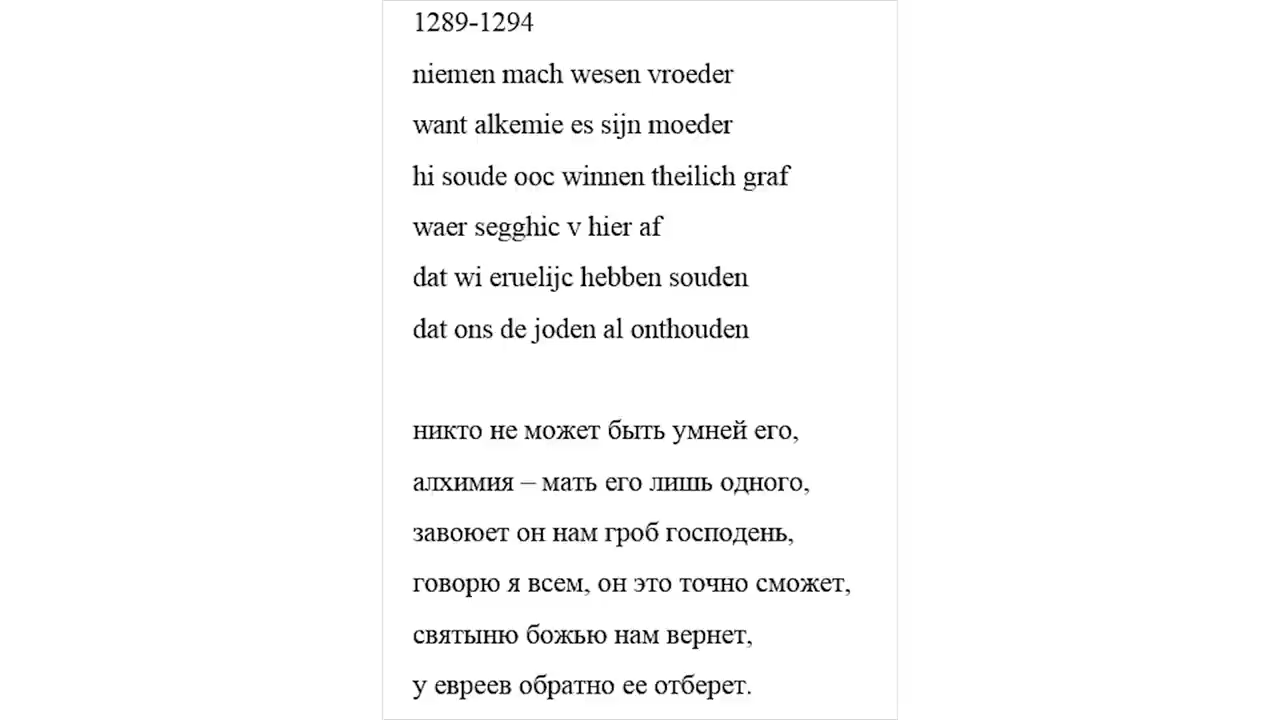 1289-1294
niemen mach wesen vroeder
want alkemie es sijn moeder
hi soude ooc winnen theilich graf
waer segghic v hier af
dat wi eruelijc hebben souden
dat ons de joden al onthouden
никто не может быть умней его,
алхимия – мать его лишь одного,
завоюет он нам гроб господень,
говорю я всем, он это точно сможет,
святыню божью нам вернет,
у евреев обратно ее отберет.